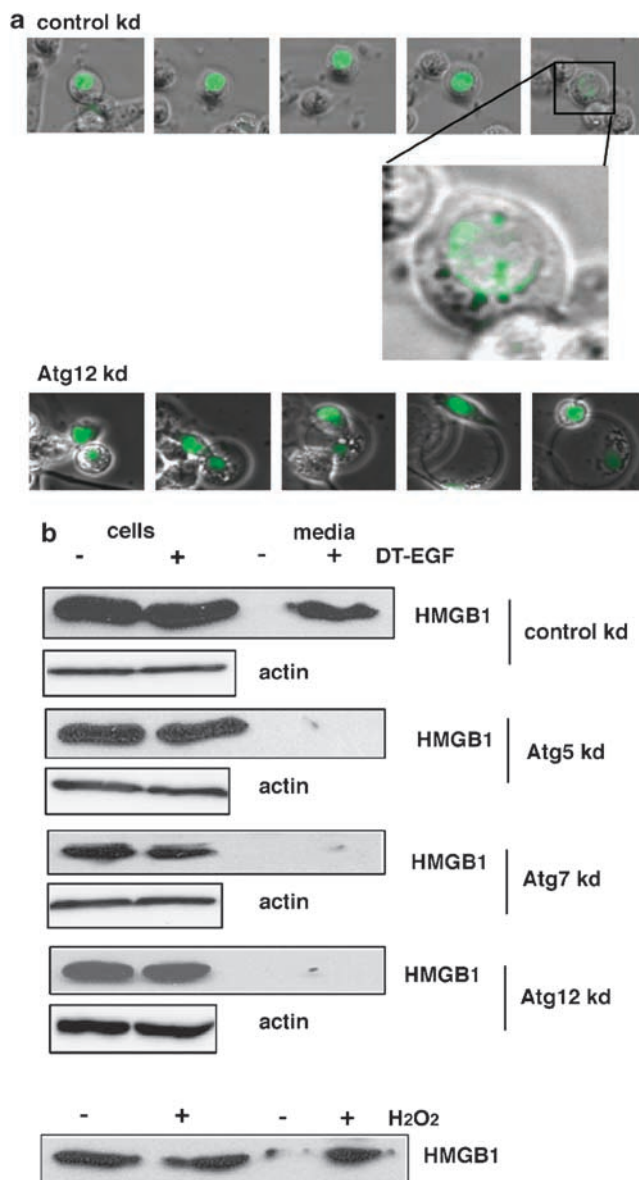 a control kd
Atg12 kd
b cells media
- + - + DT-EGF
HMGB1
control kd
actin
HMGB1
Atg5 kd
actin
HMGB1
Atg7 kd
actin
HMGB1
Atg12 kd
actin
- + - + H2O2
HMGB1